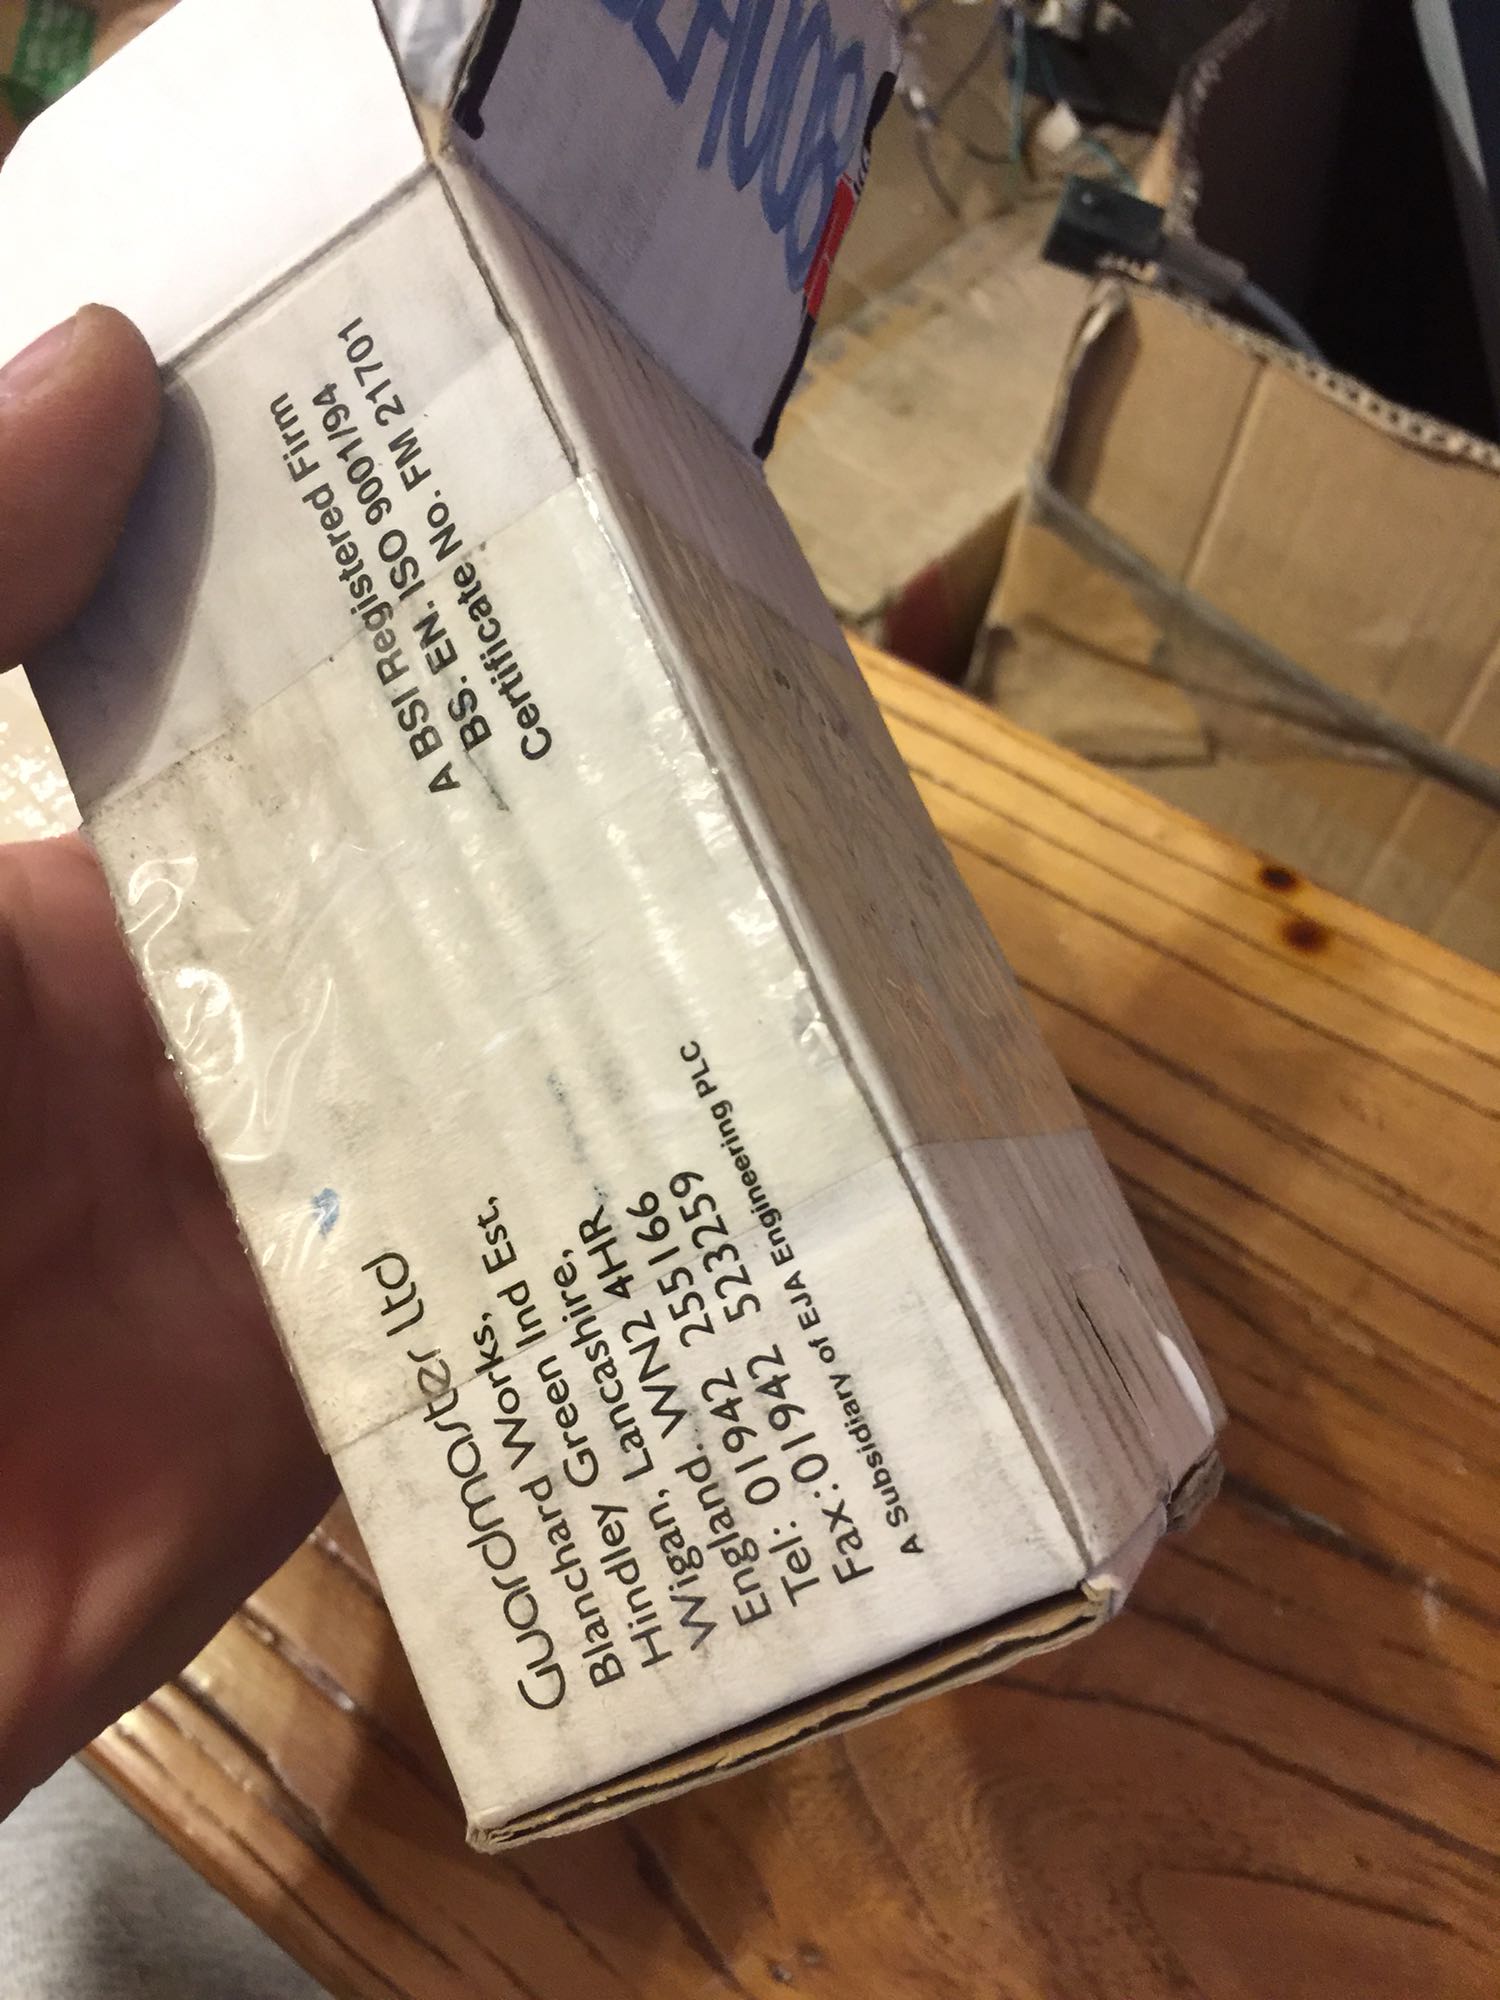 Guardmaster Ltd
Blanchard Works,
Hindley Green Ind Est,
Wigan, Lancashire,
England. WN2 4HR
Tel: 01942 255166
Fax:01942 523259
A Subsidiary of EJA Engineering PLC
A BSI Registered Firm
BS. EN. ISO 9001/94
Certificate No. FM 21701